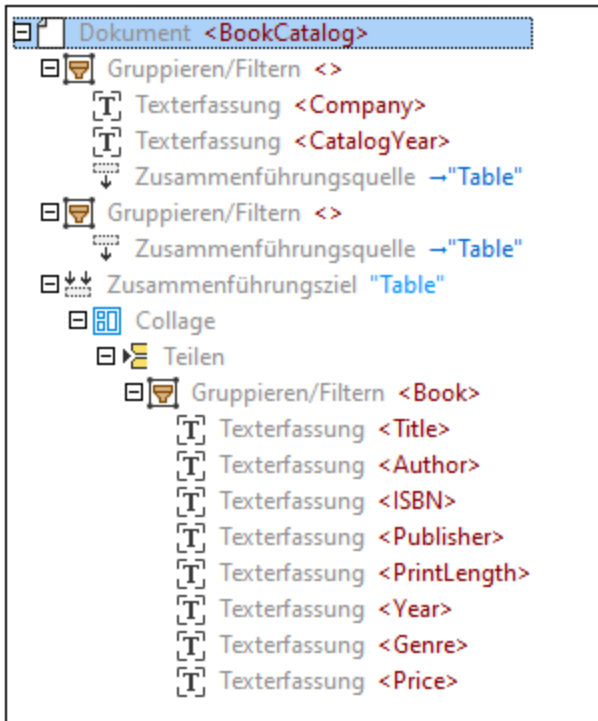 Dokument <BookCatalog>
Gruppieren/Filtern <>
Texterfassung <Company>
Texterfassung <CatalogYear>
Zusammenführungsquelle →"Table"
Gruppieren/Filtern <>
Zusammenführungsquelle →"Table"
Zusammenführungsziel "Table"
Collage
Teilen
Gruppieren/Filtern <Book>
Texterfassung <Title>
Texterfassung <Author>
Texterfassung <ISBN>
Texterfassung <Publisher>
Texterfassung <PrintLength>
Texterfassung <Year>
Texterfassung <Genre>
Texterfassung <Price>